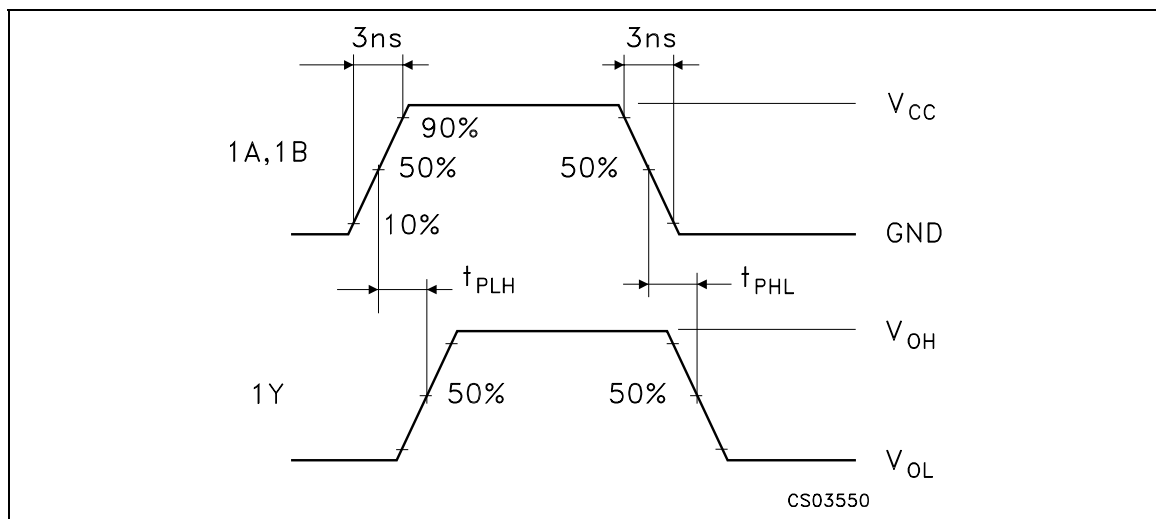 3ns 3ns
V_CC
90%
1A,1B
50% 50%
10%
GND
t_PLH t_PHL
V_OH
1Y 50% 50%
V_OL
CS03550